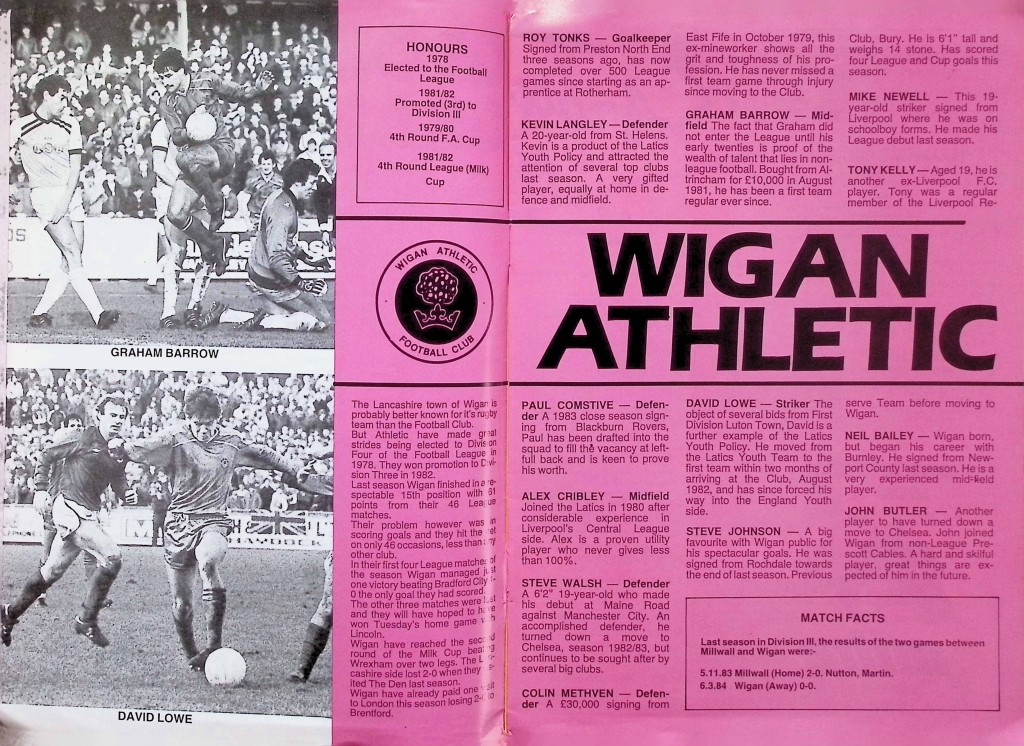 GRAHAM BARROW
DAVID LOWE
HONOURS
1978
Elected to the Football
League
1981/82
Promoted (3rd) to
Division III
1979/80
4th Round F.A. Cup
1981/82
4th Round League (Milk)
Cup
WIGAN ATHLETIC
FOOTBALL CLUB
WIGAN
ATHLETIC
The Lancashire town of Wigan is
probably better known for it's rugby
team than the Football Club.
But Athletic have made great
strides being elected to Division
Four of the Football League in
1978. They won promotion to Divi-
sion Three in 1982.
Last season Wigan finished in a re-
spectable 15th position with 61
points from their 46 League
matches.
Their problem however was in
scoring goals and they hit the net
on only 46 occasions, less than any
other club.
In their first four League matches of
the season Wigan managed just
one victory beating Bradford City 1-
0 the only goal they had scored.
The other three matches were lost
and they will have hoped to have
won Tuesday's home game with
Lincoln.
Wigan have reached the second
round of the Milk Cup beating
Wrexham over two legs. The Lan-
cashire side lost 2-0 when they vis-
ited The Den last season.
Wigan have already paid one visit
to London this season losing 2-0 to
Brentford.
ROY TONKS — Goalkeeper
Signed from Preston North End
three seasons ago, has now
completed over 500 League
games since starting as an ap-
prentice at Rotherham.
KEVIN LANGLEY — Defender
A 20-year-old from St. Helens.
Kevin is a product of the Latics
Youth Policy and attracted the
attention of several top clubs
last season. A very gifted
player, equally at home in de-
fence and midfield.
PAUL COMSTIVE — Defen-
der A 1983 close season sign-
ing from Blackburn Rovers,
Paul has been drafted into the
squad to fill the vacancy at left-
full back and is keen to prove
his worth.
ALEX CRIBLEY — Midfield
Joined the Latics in 1980 after
considerable experience in
Liverpool's Central League
side. Alex is a proven utility
player who never gives less
than 100%.
STEVE WALSH — Defender
A 6'2" 19-year-old who made
his debut at Maine Road
against Manchester City. An
accomplished defender, he
turned down a move to
Chelsea, season 1982/83, but
continues to be sought after by
several big clubs.
COLIN METHVEN — Defen-
der A £30,000 signing from
East Fife in October 1979, this
ex-mineworker shows all the
grit and toughness of his pro-
fession. He has never missed a
first team game through injury
since moving to the Club.
GRAHAM BARROW — Mid-
field The fact that Graham did
not enter the League until his
early twenties is proof of the
wealth of talent that lies in non-
league football. Bought from Al-
trincham for £10,000 in August
1981, he has been a first team
regular ever since.
DAVID LOWE — Striker The
object of several bids from First
Division Luton Town, David is a
further example of the Latics
Youth Policy. He moved from
the Latics Youth Team to the
first team within two months of
arriving at the Club, August
1982, and has since forced his
way into the England Youth
side.
STEVE JOHNSON — A big
favourite with Wigan public for
his spectacular goals. He was
signed from Rochdale towards
the end of last season. Previous
Club, Bury. He is 6'1" tall and
weighs 14 stone. Has scored
four League and Cup goals this
season.
MIKE NEWELL — This 19-
year-old striker signed from
Liverpool where he was on
schoolboy forms. He made his
League debut last season.
TONY KELLY — Aged 19, he is
another ex-Liverpool F.C.
player. Tony was a regular
member of the Liverpool Re-
serve Team before moving to
Wigan.
NEIL BAILEY — Wigan born,
but began his career with
Burnley. He signed from New-
port County last season. He is a
very experienced mid-field
player.
JOHN BUTLER — Another
player to have turned down a
move to Chelsea. John joined
Wigan from non-League Pre-
scott Cables. A hard and skilful
player, great things are ex-
pected of him in the future.
MATCH FACTS
Last season in Division III, the results of the two games between
Millwall and Wigan were:-
5.11.83 Millwall (Home) 2-0. Nutton, Martin.
6.3.84 Wigan (Away) 0-0.